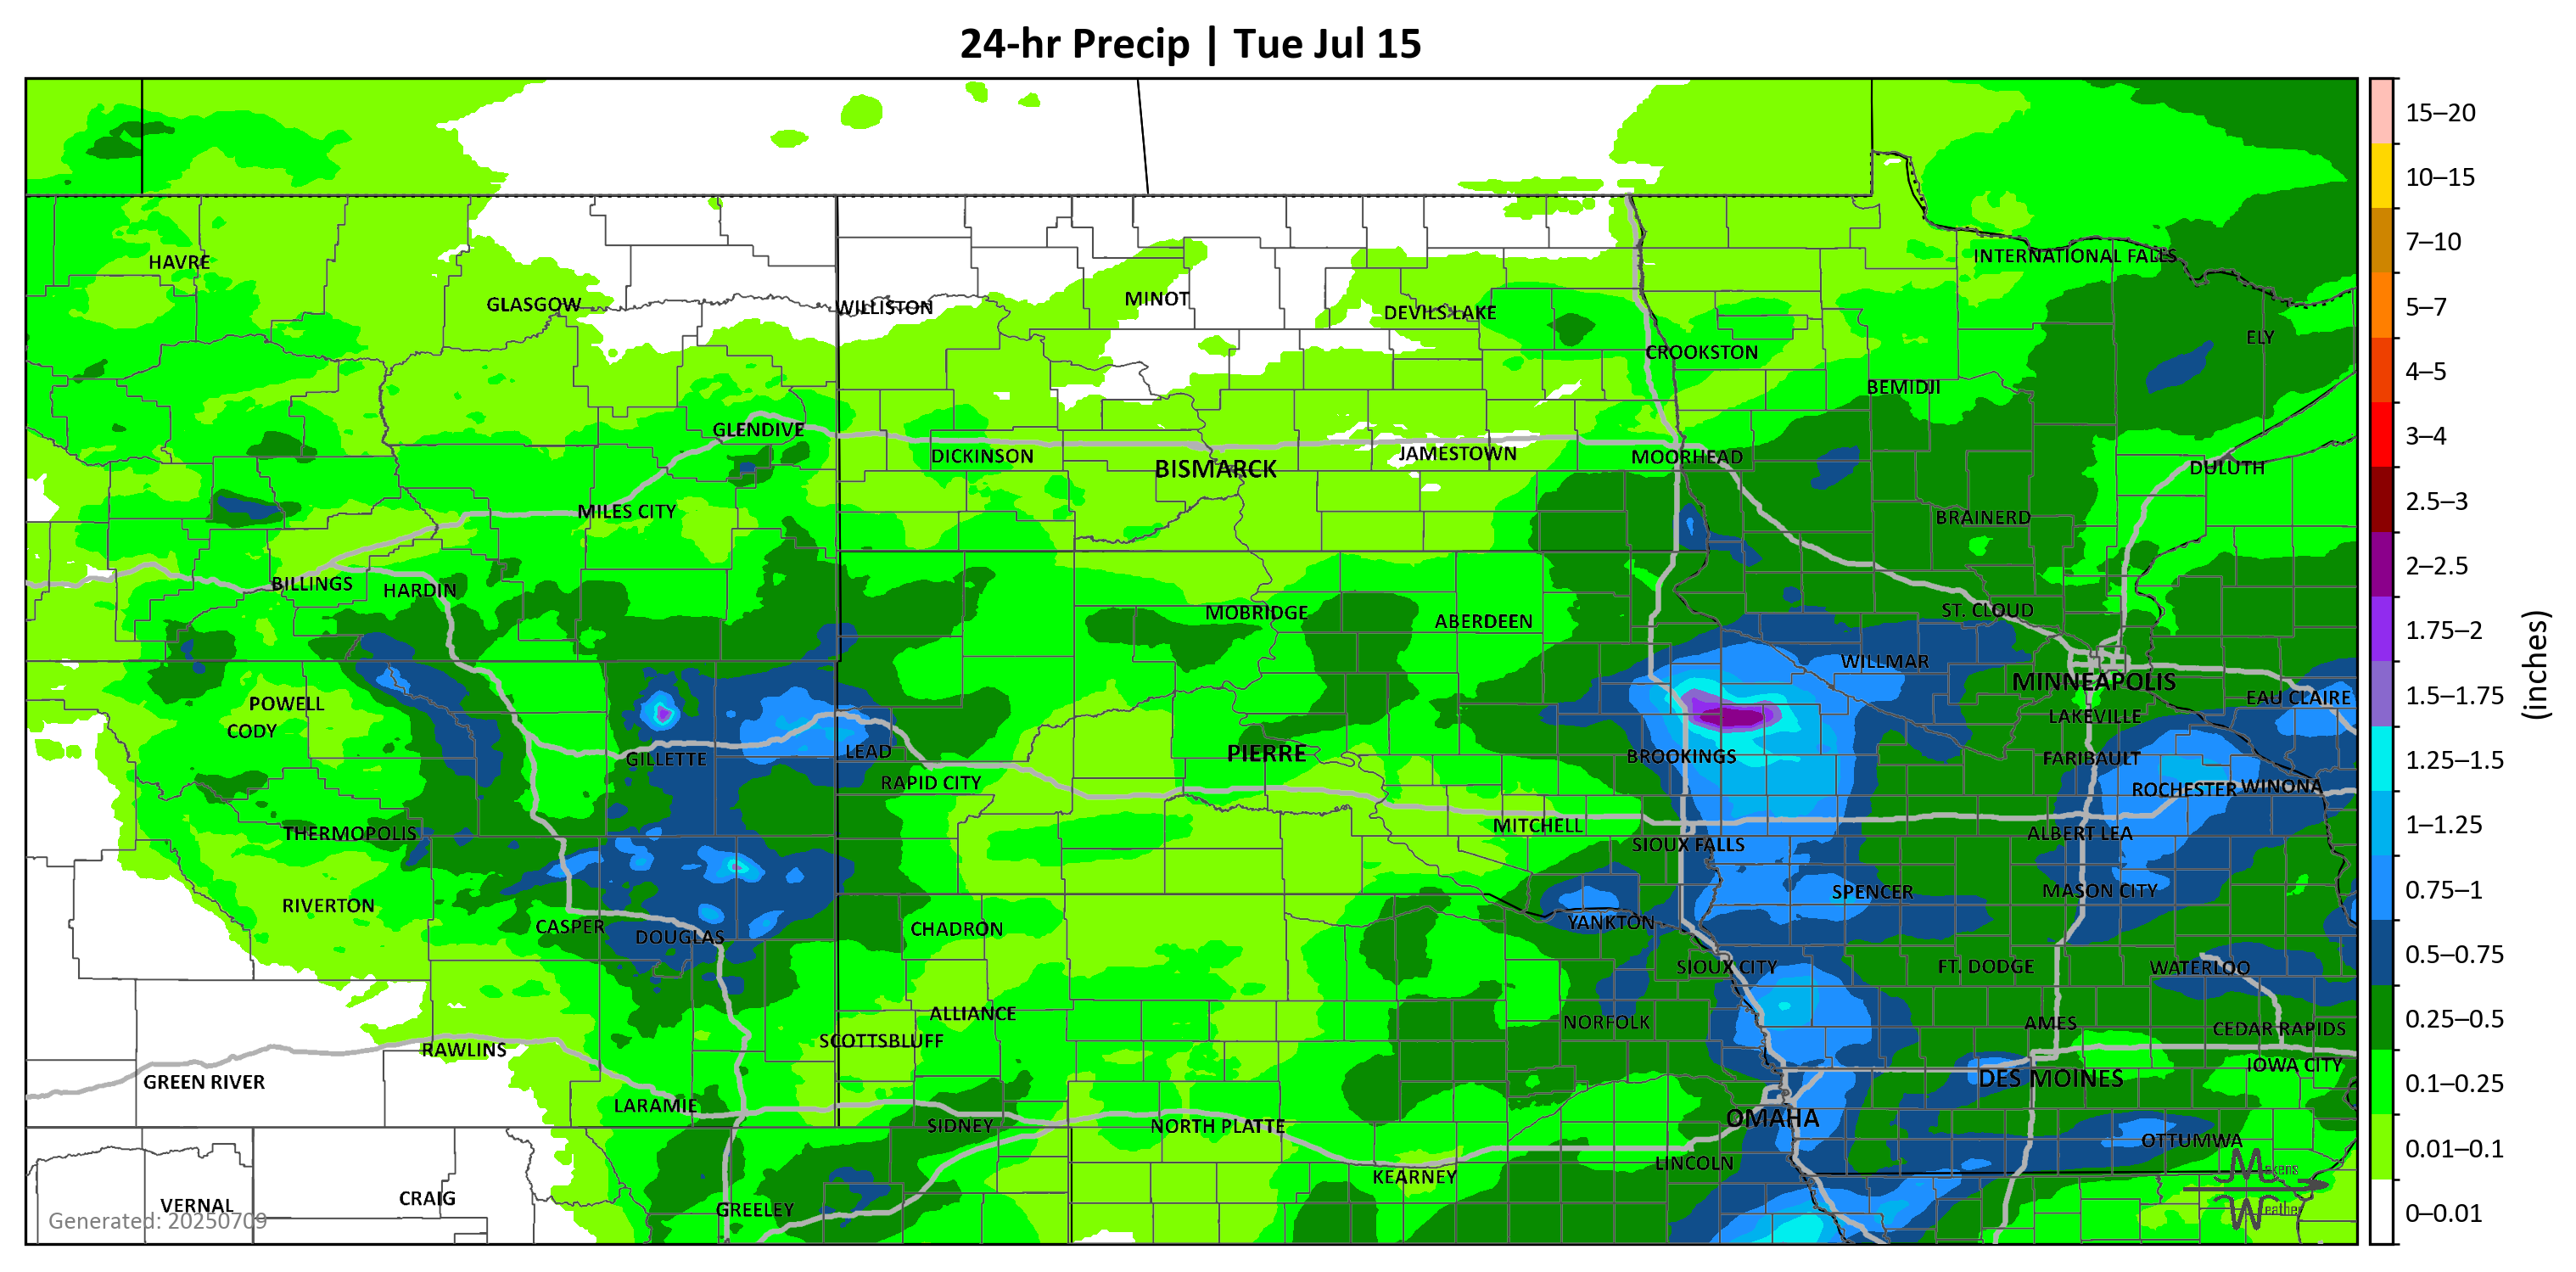 24-hr Precip | Tue Jul 15
15–20
10–15
INTERNATIONAL FALLS
7–10
HAVRE
GLASGOW
WILLISTON
MINOT
DEVILS LAKE
5–7
ELY
CROOKSTON
BEMIDJI
4–5
GLENDIVE
DICKINSON
BISMARCK
JAMESTOWN
MOORHEAD
DULUTH
3–4
MILES CITY
BRAINERD
2.5–3
BILLINGS
HARDIN
2–2.5
MOBRIDGE
ABERDEEN
ST. CLOUD
1.75–2
WILLMAR
MINNEAPOLIS
EAU CLAIRE
1.5–1.75
(inches)
POWELL
CODY
LAKEVILLE
GILLETTE
LEAD
PIERRE
BROOKINGS
FARIBAULT
1.25–1.5
RAPID CITY
ROCHESTER
WINONA
THERMOPOLIS
MITCHELL
SIOUX FALLS
ALBERT LEA
1–1.25
RIVERTON
SPENCER
MASON CITY
0.75–1
CASPER
DOUGLAS
CHADRON
YANKTON
SIOUX CITY
FT. DODGE
WATERLOO
0.5–0.75
ALLIANCE
NORFOLK
AMES
CEDAR RAPIDS
0.25–0.5
SCOTTSBLUFF
RAWLINS
GREEN RIVER
DES MOINES
IOWA CITY
0.1–0.25
LARAMIE
SIDNEY
NORTH PLATTE
OMAHA
OTTUMWA
0.01–0.1
LINCOLN
KEARNEY
Makens
Weather
VERNAL
CRAIG
GREELEY
0–0.01
Generated: 20250709